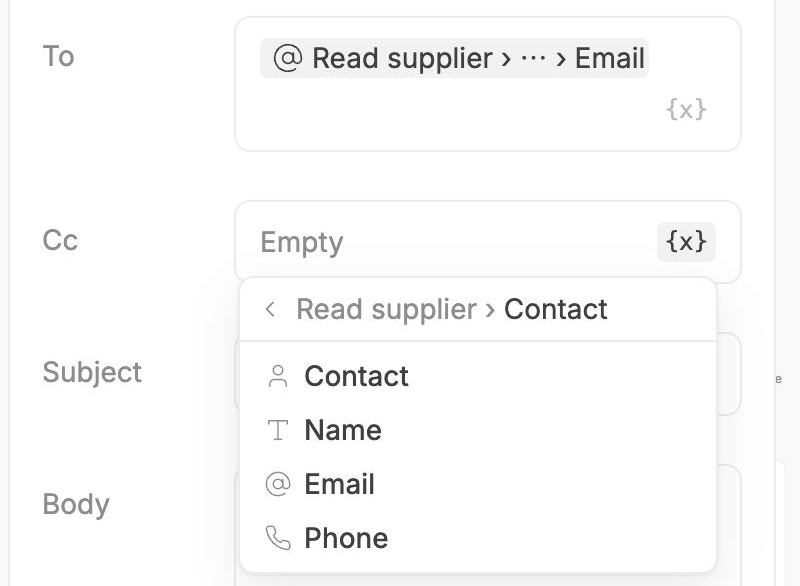 To
@ Read supplier › ··· › Email
{x}
Cc
Empty
{x}
‹ Read supplier › Contact
Subject
Contact
e
Name
Email
Body
Phone